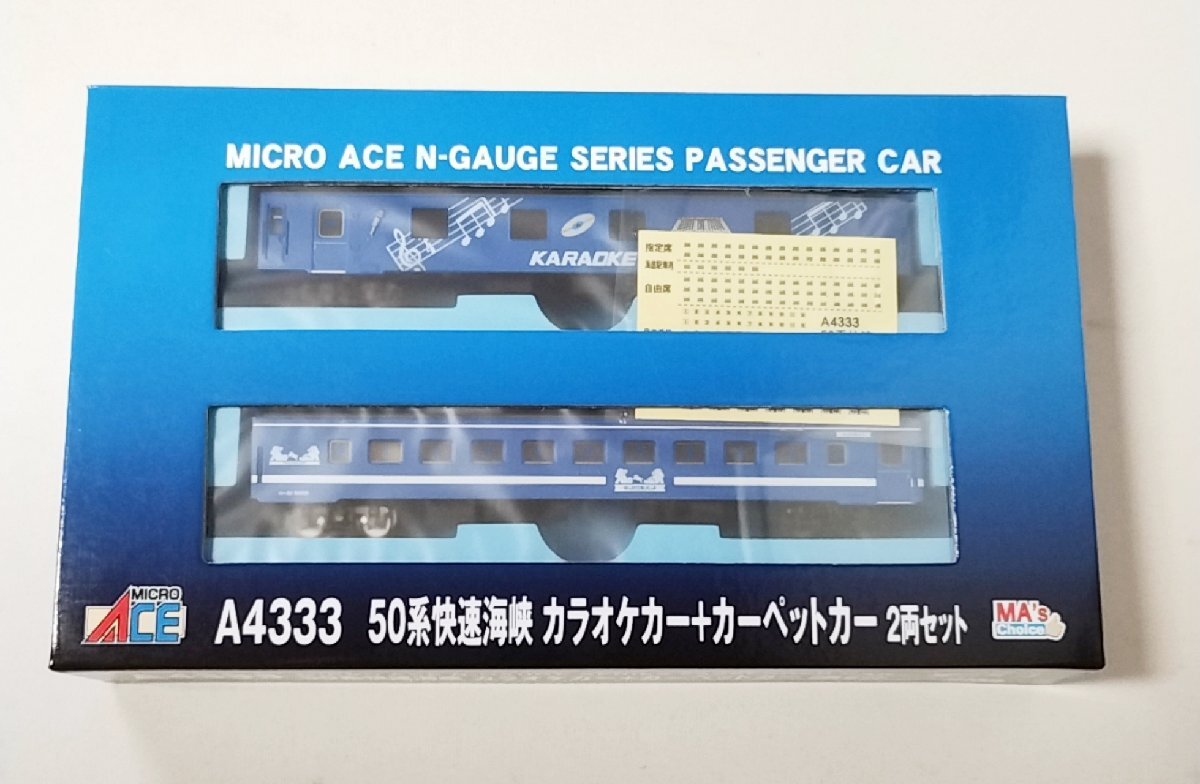 MICRO ACE N-GAUGE SERIES PASSENGER CAR
KARAOKE
指定席
自由席
A4333
MICRO
ACE
A4333 50系快速海峡 カラオケカー+カーペットカー 2両セット
MA's
Choice